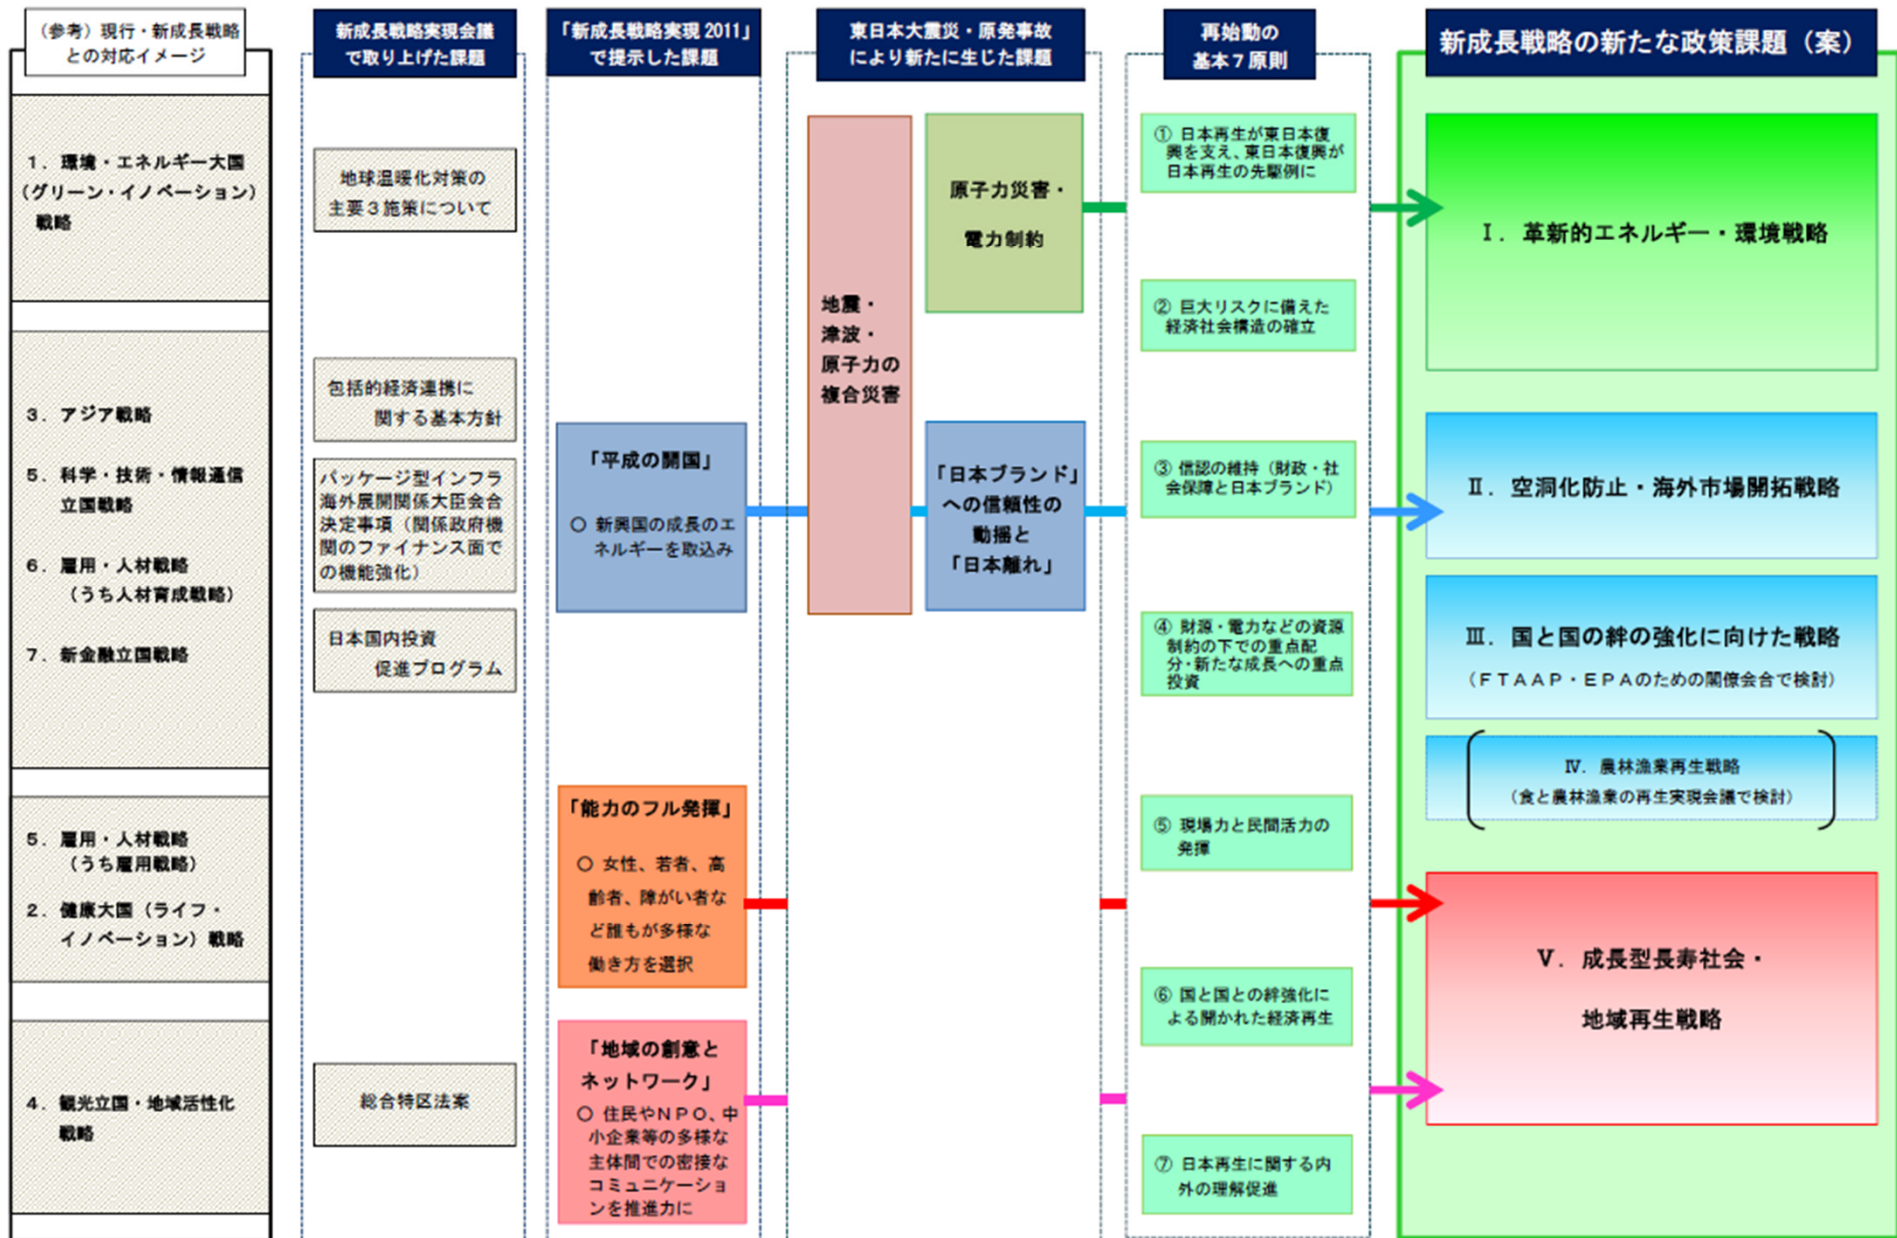 （参考）現行・新成長戦略
との対応イメージ
1．環境・エネルギー大国
（グリーン・イノベーション）
戦略
3．アジア戦略
5．科学・技術・情報通信
立国戦略
6．雇用・人材戦略
（うち人材育成戦略）
7．新金融立国戦略
5．雇用・人材戦略
（うち雇用戦略）
2．健康大国（ライフ・
イノベーション）戦略
4．観光立国・地域活性化
戦略
新成長戦略実現会議
で取り上げた課題
地球温暖化対策の
主要３施策について
包括的経済連携に
関する基本方針
パッケージ型インフラ
海外展開関係大臣会合
決定事項（関係政府機
関のファイナンス面で
の機能強化）
日本国内投資
促進プログラム
総合特区法案
「新成長戦略実現2011」
で提示した課題
「平成の開国」
○ 新興国の成長のエ
ネルギーを取込み
「能力のフル発揮」
○ 女性、若者、高
齢者、障がい者な
ど誰もが多様な
働き方を選択
「地域の創意と
ネットワーク」
○ 住民やＮＰＯ、中
小企業等の多様な
主体間での密接な
コミュニケーショ
ンを推進力に
東日本大震災・原発事故
により新たに生じた課題
地震・
津波・
原子力の
複合災害
原子力災害・
電力制約
「日本ブランド」
への信頼性の
動揺と
「日本離れ」
再始動の
基本７原則
① 日本再生が東日本復
興を支え、東日本復興が
日本再生の先駆例に
② 巨大リスクに備えた
経済社会構造の確立
③ 信認の維持（財政・社
会保障と日本ブランド）
④ 財源・電力などの資源
制約の下での重点配
分・新たな成長への重点
投資
⑤ 現場力と民間活力の
発揮
⑥ 国と国との絆強化に
よる開かれた経済再生
⑦ 日本再生に関する内
外の理解促進
新成長戦略の新たな政策課題（案）
Ⅰ．革新的エネルギー・環境戦略
Ⅱ．空洞化防止・海外市場開拓戦略
Ⅲ．国と国の絆の強化に向けた戦略
（ＦＴＡＡＰ・ＥＰＡのための閣僚会合で検討）
Ⅳ．農林漁業再生戦略
（食と農林漁業の再生実現会議で検討）
Ⅴ．成長型長寿社会・
地域再生戦略